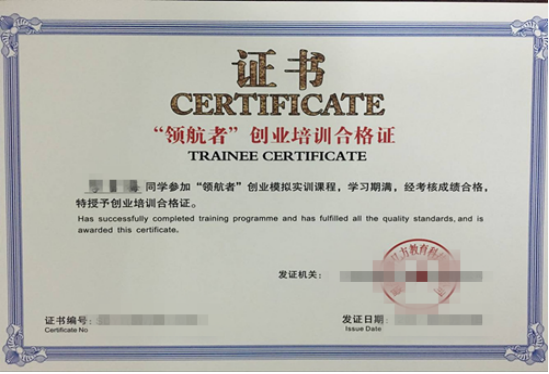 证书
CERTIFICATE
“领航者”创业培训合格证
TRAINEE CERTIFICATE
同学参加“领航者”创业模拟实训课程，学习期满，经考核成绩合格，
特授予创业培训合格证。
Has successfully completed training programme and has fulfilled all the quality standards, and is
awarded this certificate.
方教育科
发证机关：
证书编号：
Certificate No
发证日期：
Issue Date